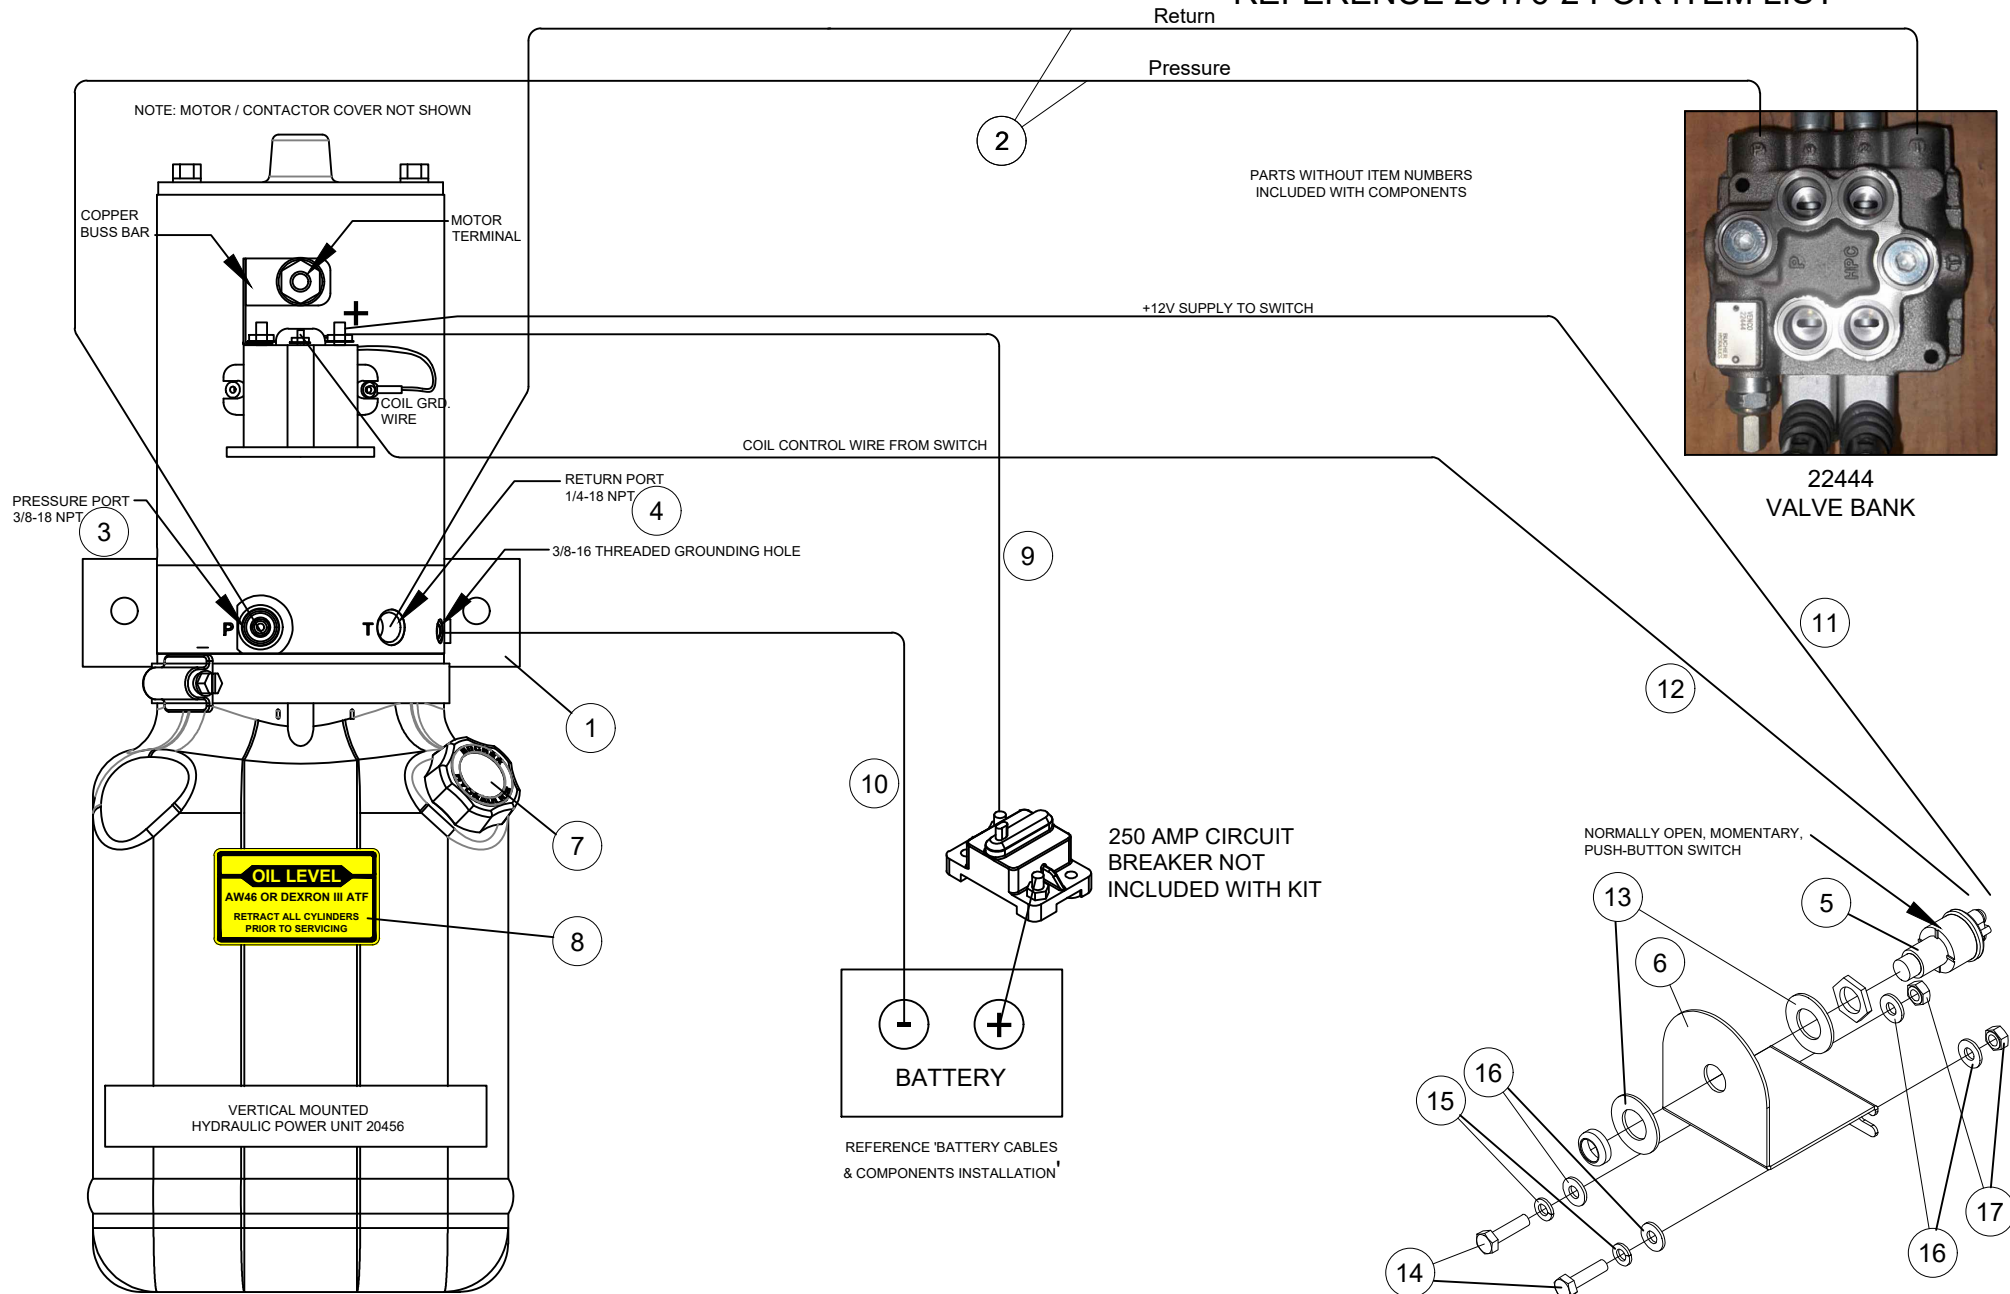 Return
Pressure
NOTE: MOTOR / CONTACTOR COVER NOT SHOWN
2
PARTS WITHOUT ITEM NUMBERS
INCLUDED WITH COMPONENTS
COPPER
BUSS BAR
MOTOR
TERMINAL
+
+12V SUPPLY TO SWITCH
COIL GRD.
WIRE
COIL CONTROL WIRE FROM SWITCH
P
HPC
22444
22444
VALVE BANK
PRESSURE PORT
3/8-18 NPT
3
RETURN PORT
1/4-18 NPT
4
3/8-16 THREADED GROUNDING HOLE
9
P
T
-
11
12
1
10
7
250 AMP CIRCUIT
BREAKER NOT
INCLUDED WITH KIT
NORMALLY OPEN, MOMENTARY,
PUSH-BUTTON SWITCH
OIL LEVEL
AW46 OR DEXRON III ATF
RETRACT ALL CYLINDERS
PRIOR TO SERVICING
8
13
5
6
- +
BATTERY
REFERENCE 'BATTERY CABLES
& COMPONENTS INSTALLATION'
VERTICAL MOUNTED
HYDRAULIC POWER UNIT 20456
16
15
14
17
16